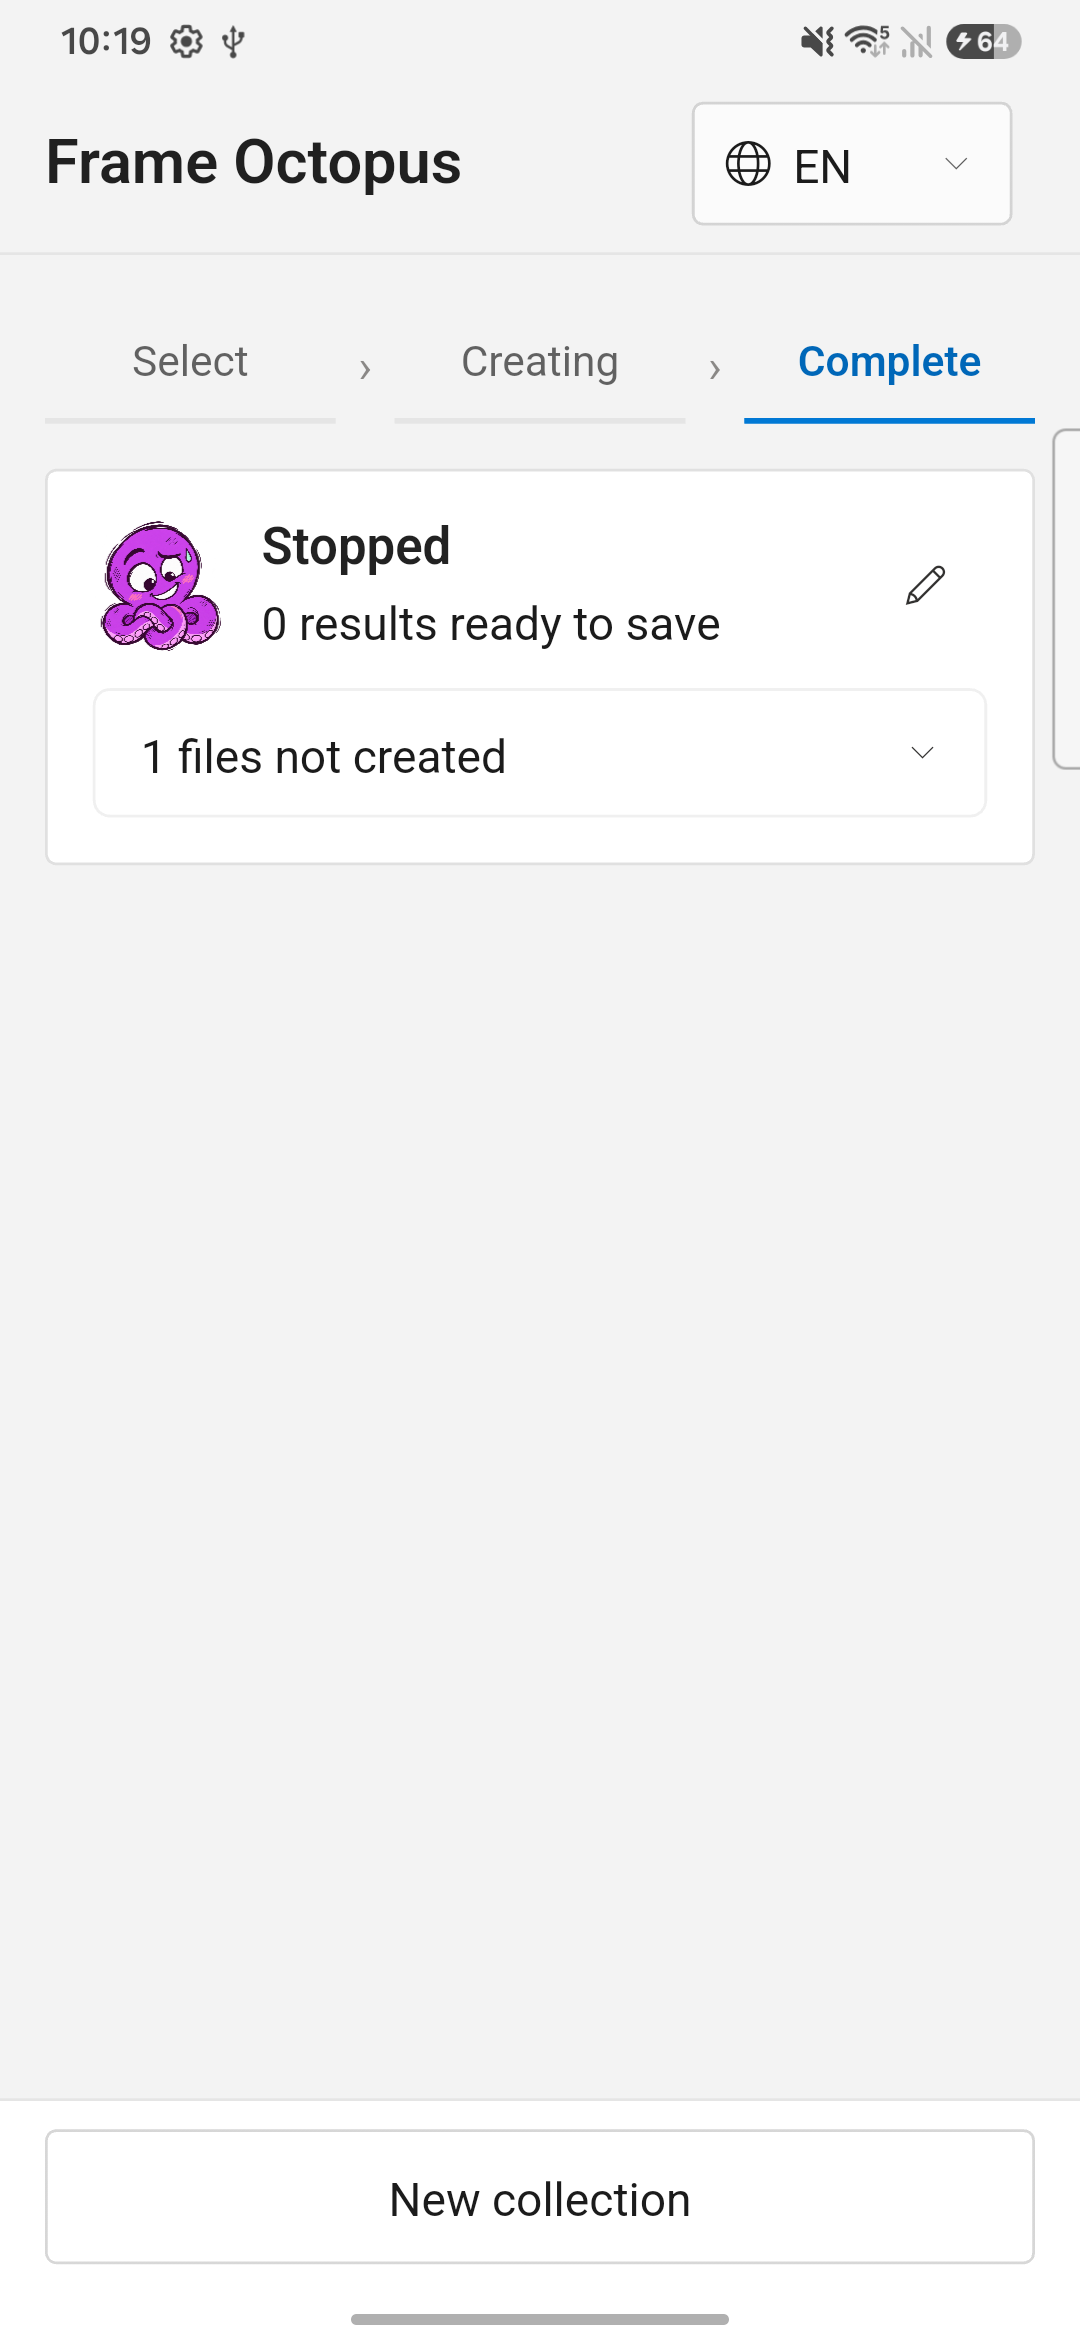 10:19
5
64
Frame Octopus
EN
Select › Creating › Complete
Stopped
0 results ready to save
1 files not created
New collection